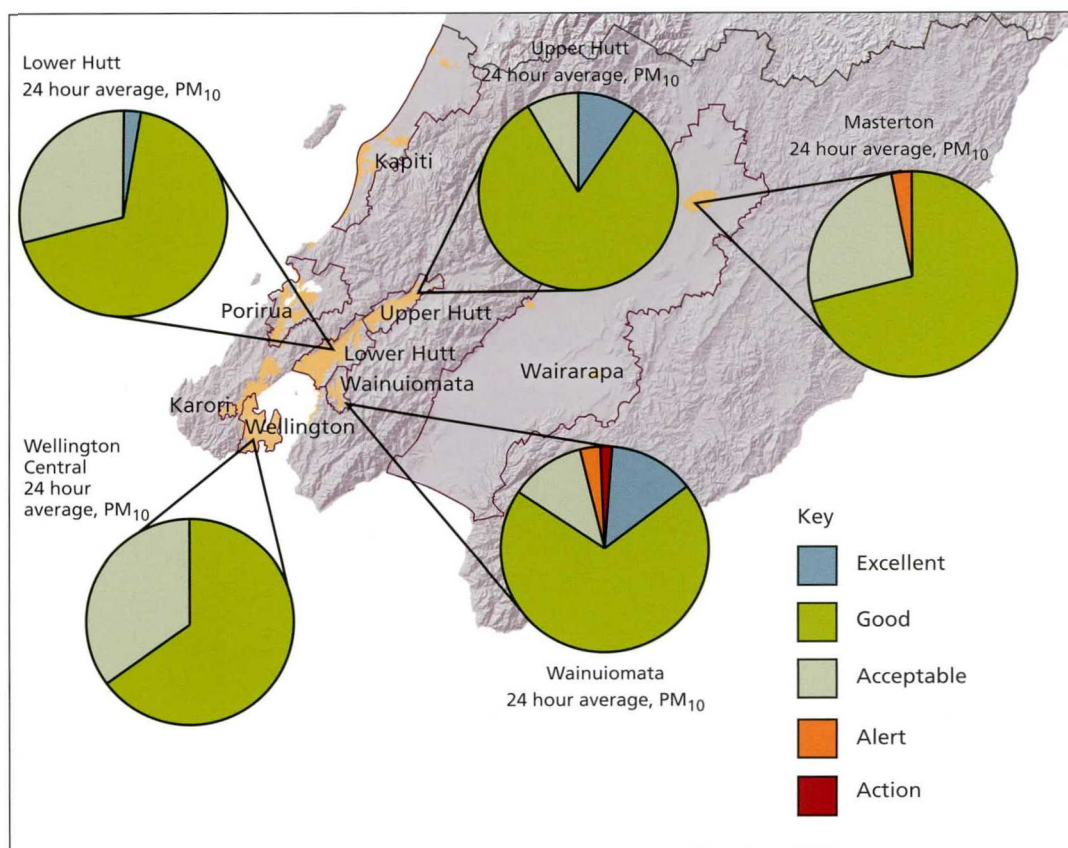 Lower Hutt
24 hour average, PM10
Upper Hutt
24 hour average, PM10
Masterton
24 hour average, PM10
Kapiti
Porirua
Upper Hutt
Lower Hutt
Wainuiomata
Wairarapa
Karori
Wellington
Wellington
Central
24 hour
average, PM10
Wainuiomata
24 hour average, PM10
Key
Excellent
Good
Acceptable
Alert
Action